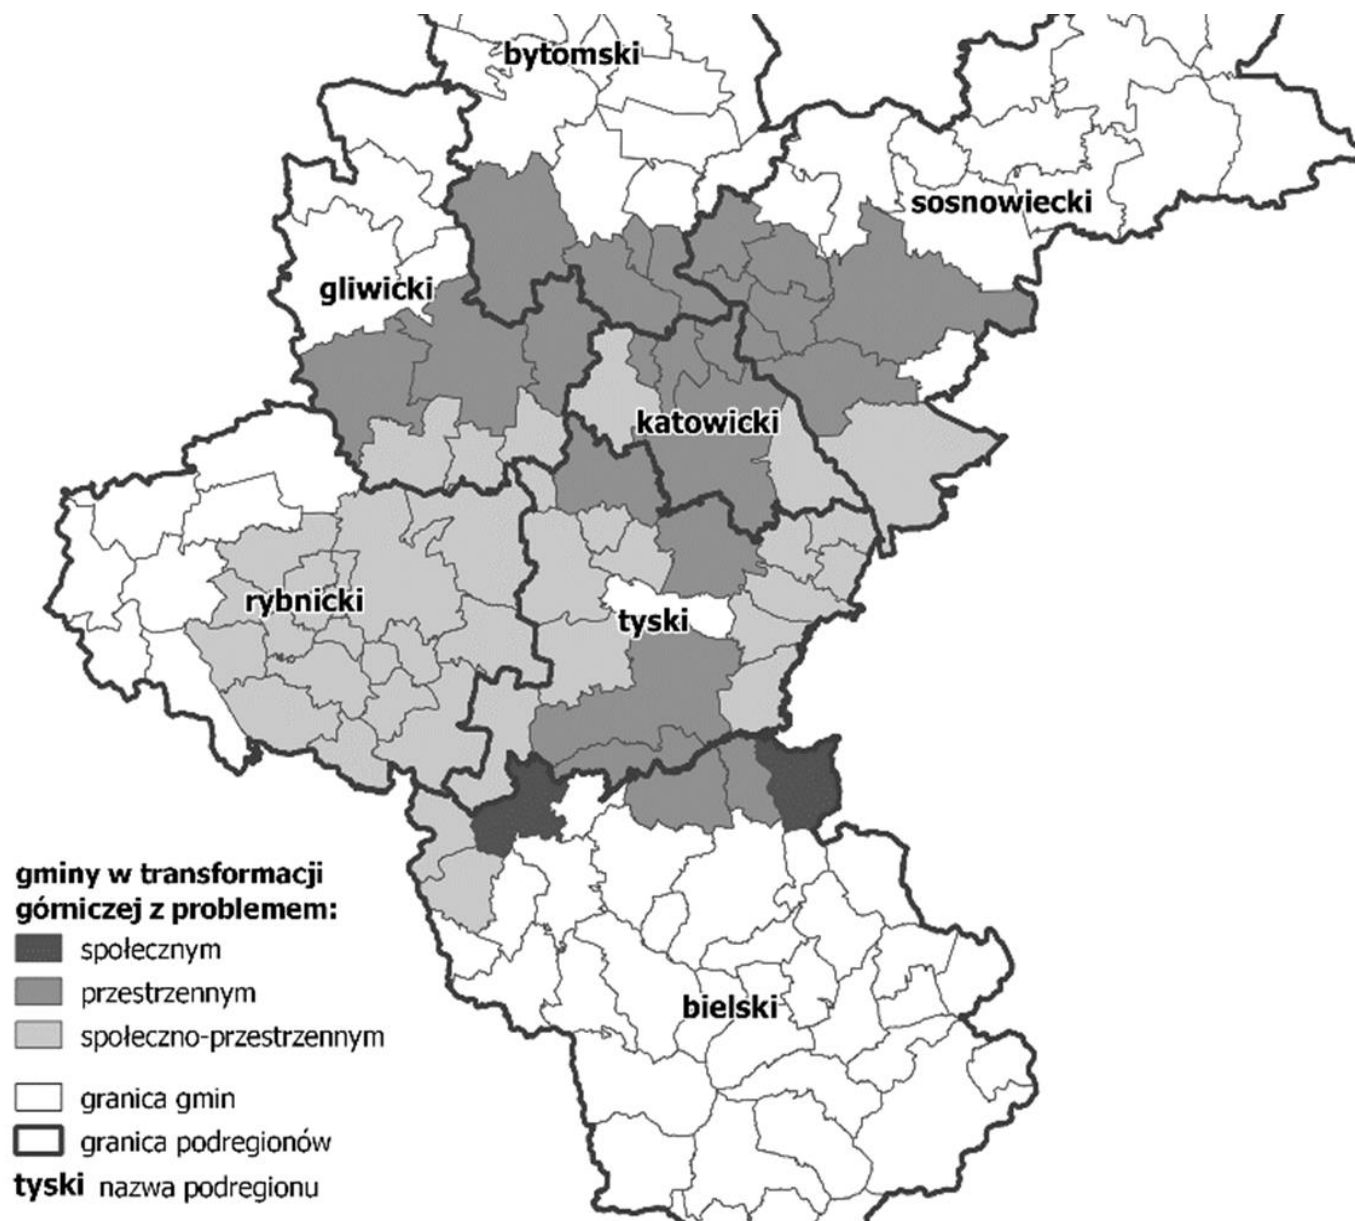 bytomski
sosnowiecki
gliwicki
katowicki
rybnicki
tyski
bielski
gminy w transformacji
górniczej z problemem:
społecznym
przestrzennym
społeczno-przestrzennym
granica gmin
granica podregionów
tyski nazwa podregionu